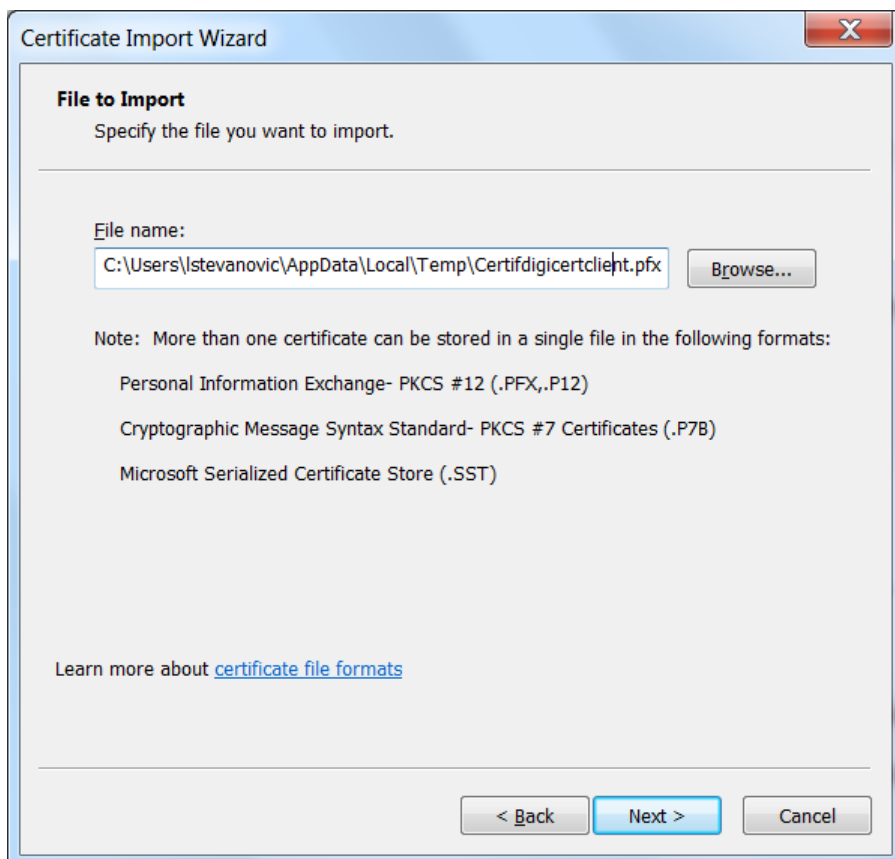 Certificate Import Wizard
File to Import
Specify the file you want to import.
File name:
C:\Users\lstevanovic\AppData\Local\Temp\Certifdigicertclient.pfx
Browse...
Note:  More than one certificate can be stored in a single file in the following formats:
Personal Information Exchange- PKCS #12 (.PFX,.P12)
Cryptographic Message Syntax Standard- PKCS #7 Certificates (.P7B)
Microsoft Serialized Certificate Store (.SST)
Learn more about certificate file formats
< Back Next > Cancel